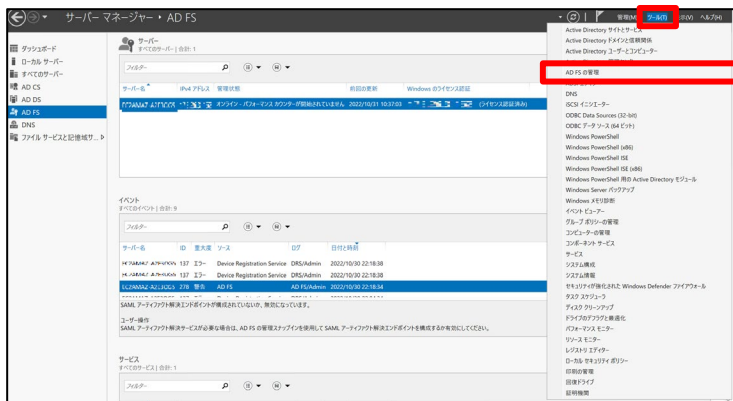 サーバー マネージャー ・ AD FS
管理(M) ツール(T) 表示(V) ヘルプ(H)
ダッシュボード
ローカル サーバー
すべてのサーバー
AD CS
AD DS
AD FS
DNS
ファイル サービスと記憶域サ...
サーバー
すべてのサーバー | 合計: 1
フィルター
サーバー名 IPv4 アドレス 管理状態 前回の更新 Windows のライセンス認証
オンライン - パフォーマンス カウンターが開始されていません 2022/10/31 10:37:03 (ライセンス認証済み)
イベント
すべてのイベント | 合計: 9
フィルター
サーバー名 ID 重大度 ソース ログ 日付と時刻
137 エラー Device Registration Service DRS/Admin 2022/10/30 22:18:38
137 エラー Device Registration Service DRS/Admin 2022/10/30 22:18:38
278 警告 AD FS AD FS/Admin 2022/10/30 22:18:34
SAML アーティファクト解決エンドポイントが構成されていないか、無効になっています。
ユーザー操作
SAML アーティファクト解決サービスが必要な場合は、AD FS の管理スナップインを使用して SAML アーティファクト解決エンドポイントを構成するか有効にしてください。
サービス
すべてのサービス | 合計: 1
フィルター
Active Directory サイトとサービス
Active Directory ドメインと信頼関係
Active Directory ユーザーとコンピューター
AD FS の管理
DNS
iSCSI イニシエーター
ODBC Data Sources (32-bit)
ODBC データ ソース (64 ビット)
Windows PowerShell
Windows PowerShell (x86)
Windows PowerShell ISE
Windows PowerShell ISE (x86)
Windows PowerShell 用の Active Directory モジュール
Windows Server バックアップ
Windows メモリ診断
イベント ビューアー
グループ ポリシーの管理
コンピューターの管理
コンポーネント サービス
サービス
システム構成
システム情報
セキュリティが強化された Windows Defender ファイアウォール
タスク スケジューラ
ディスク クリーンアップ
ドライブのデフラグと最適化
パフォーマンス モニター
リソース モニター
レジストリ エディター
ローカル セキュリティ ポリシー
印刷の管理
回復ドライブ
証明機関